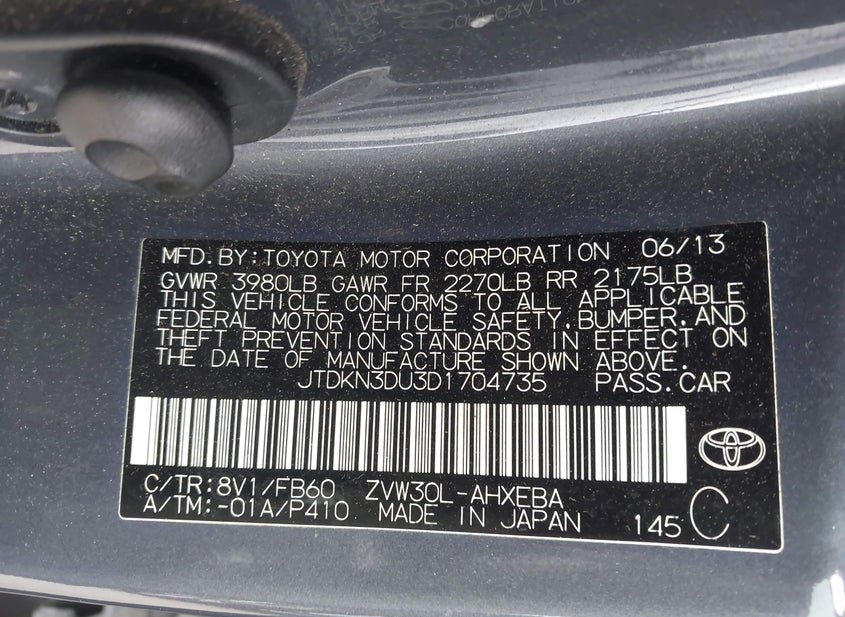 MFD.BY:TOYOTA MOTOR CORPORATION 06/13
GVWR 3980LB GAWR FR 2270LB RR 2175LB
THIS VEHICLE CONFORMS TO ALL APPLICABLE
FEDERAL MOTOR VEHICLE SAFETY,BUMPER,AND
THEFT PREVENTION STANDARDS IN EFFECT ON
THE DATE OF MANUFACTURE SHOWN ABOVE.
JTDKN3DU3D1704735 PASS.CAR
C/TR:8V1/FB60 ZVW30L-AHXEBA
A/TM:-01A/P410 MADE IN JAPAN 145 C